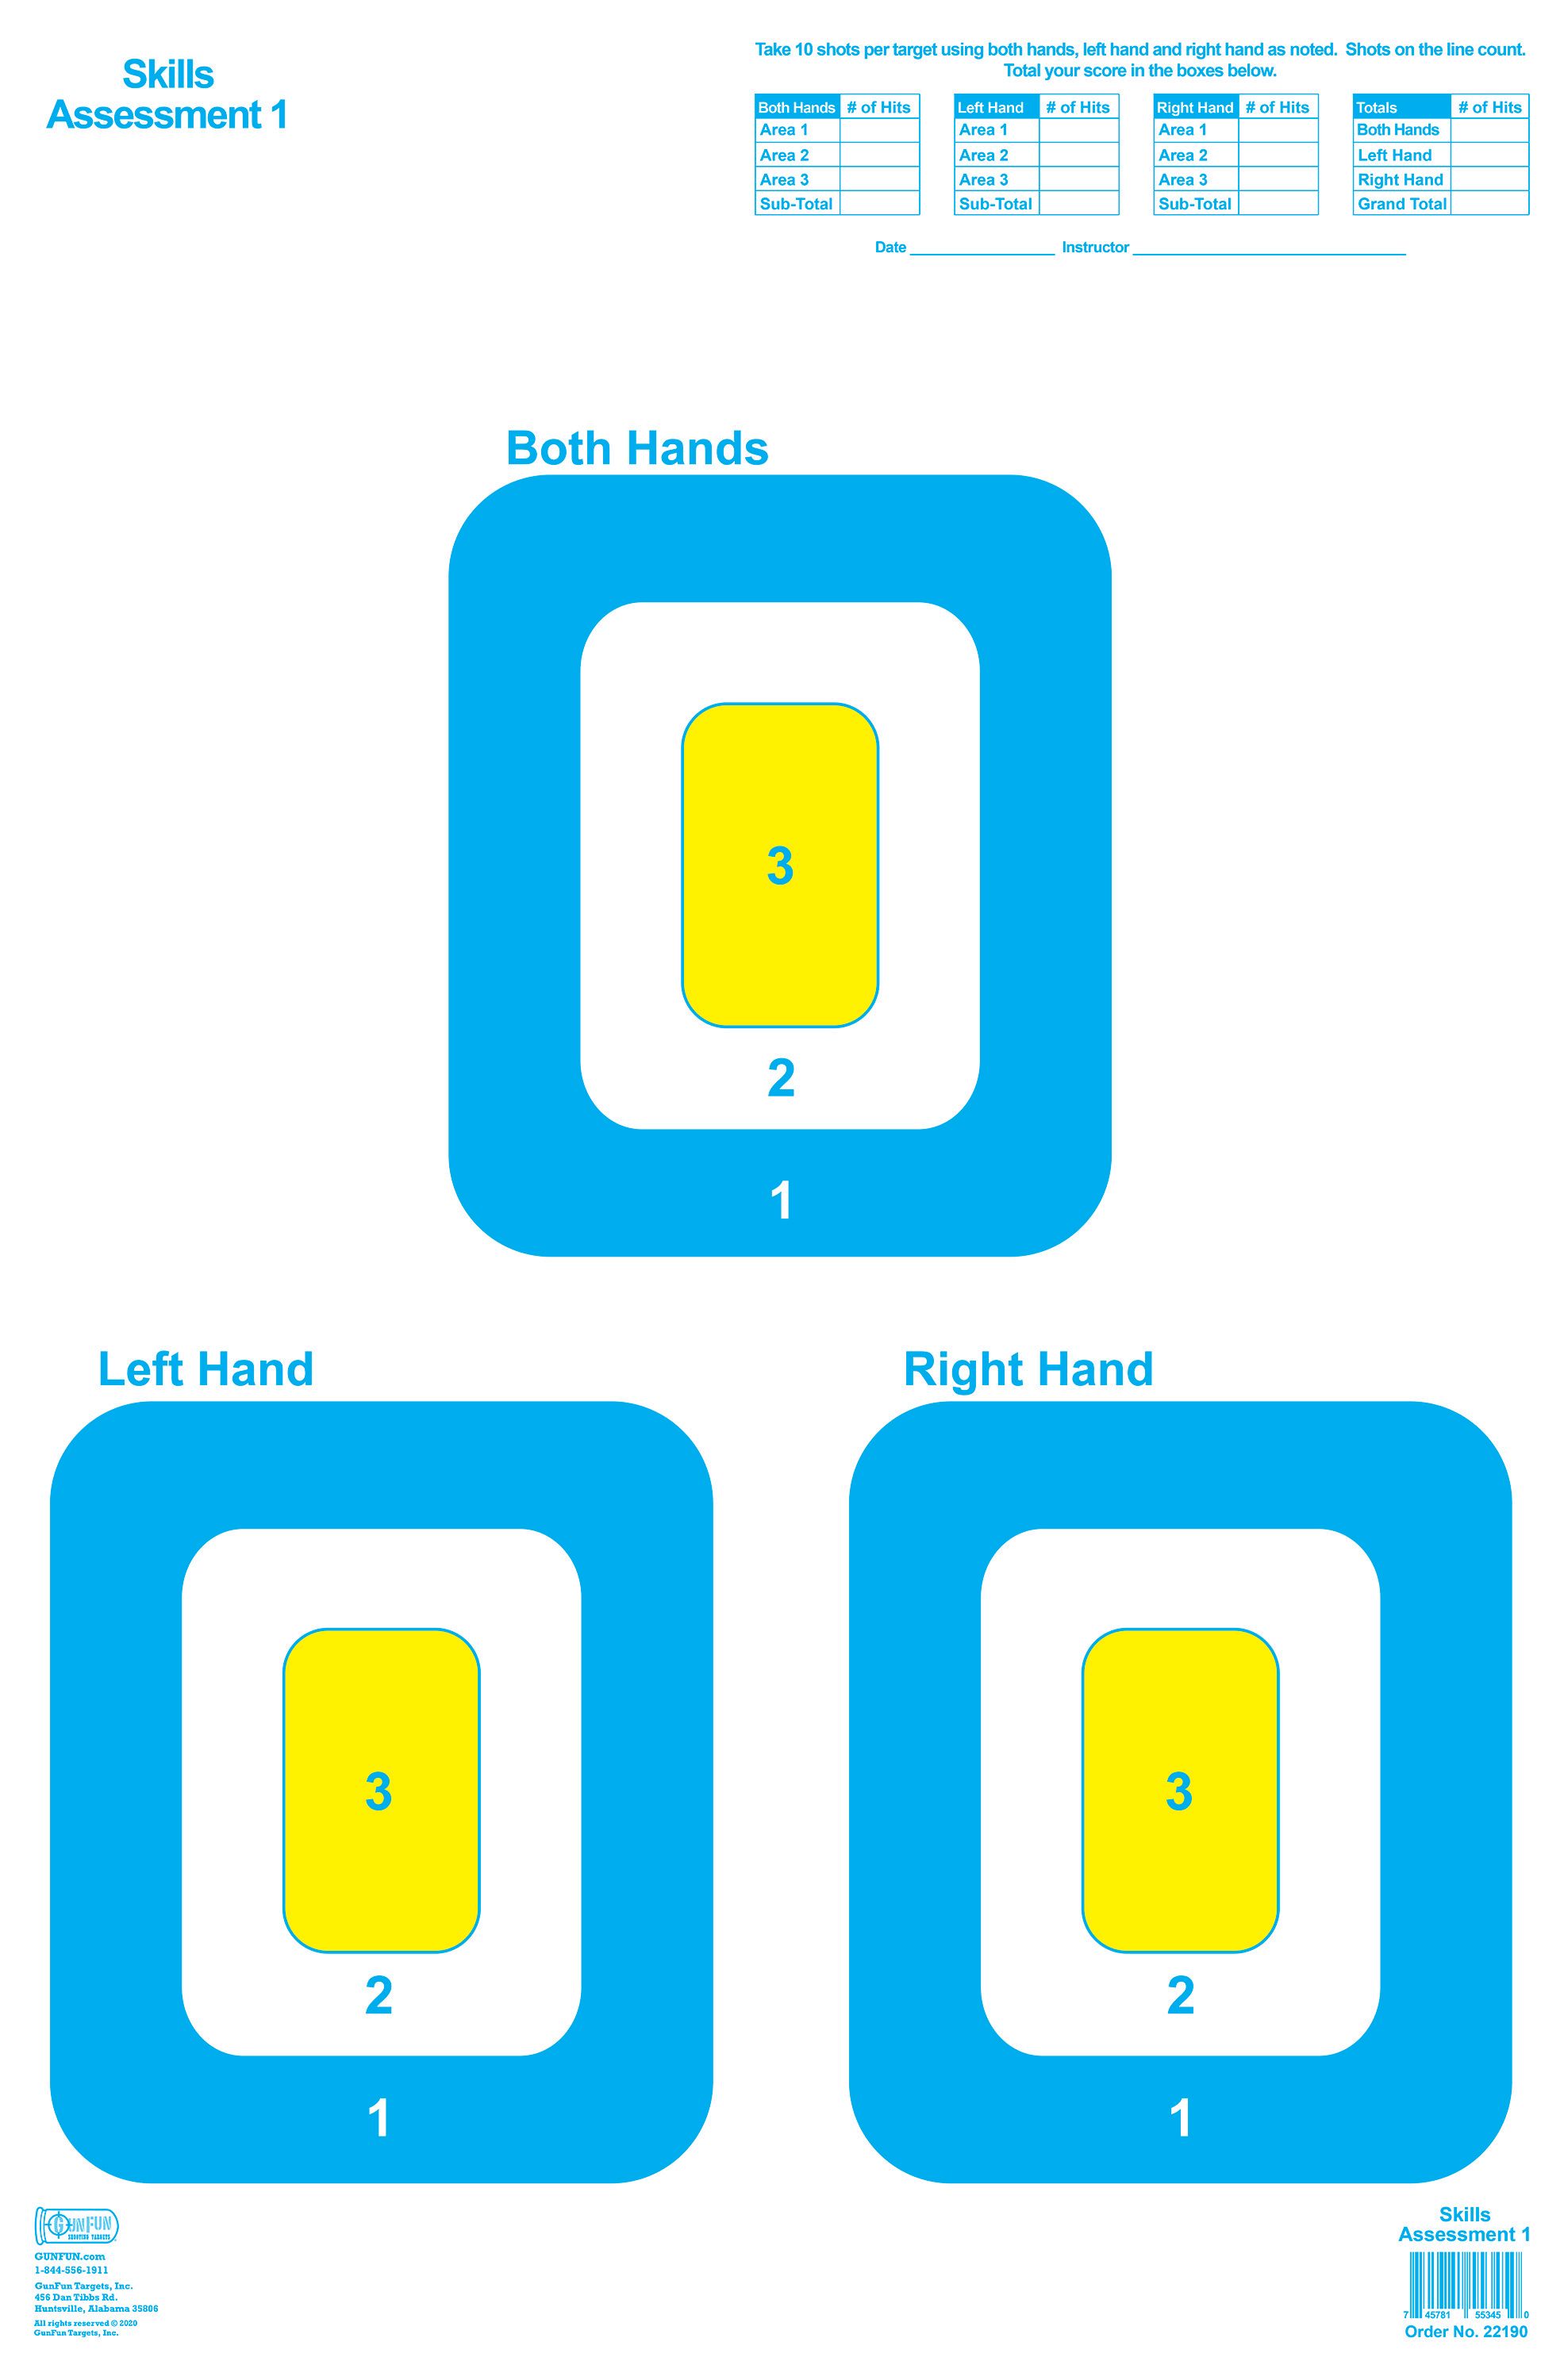 Skills
Assessment 1
Take 10 shots per target using both hands, left hand and right hand as noted.  Shots on the line count.
Total your score in the boxes below.
Both Hands # of Hits Left Hand # of Hits Right Hand # of Hits Totals # of Hits
Area 1 Area 1 Area 1 Both Hands
Area 2 Area 2 Area 2 Left Hand
Area 3 Area 3 Area 3 Right Hand
Sub-Total Sub-Total Sub-Total Grand Total
Date Instructor
Both Hands
3
2
1
Left Hand Right Hand
3 3
2 2
1 1
GUNFUN
SHOOTING TARGETS
GUNFUN.com
1-844-556-1911
GunFun Targets, Inc.
456 Dan Tibbs Rd.
Huntsville, Alabama 35806
All rights reserved © 2020
GunFun Targets, Inc.
Skills
Assessment 1
7 45781 55345 0
Order No. 22190